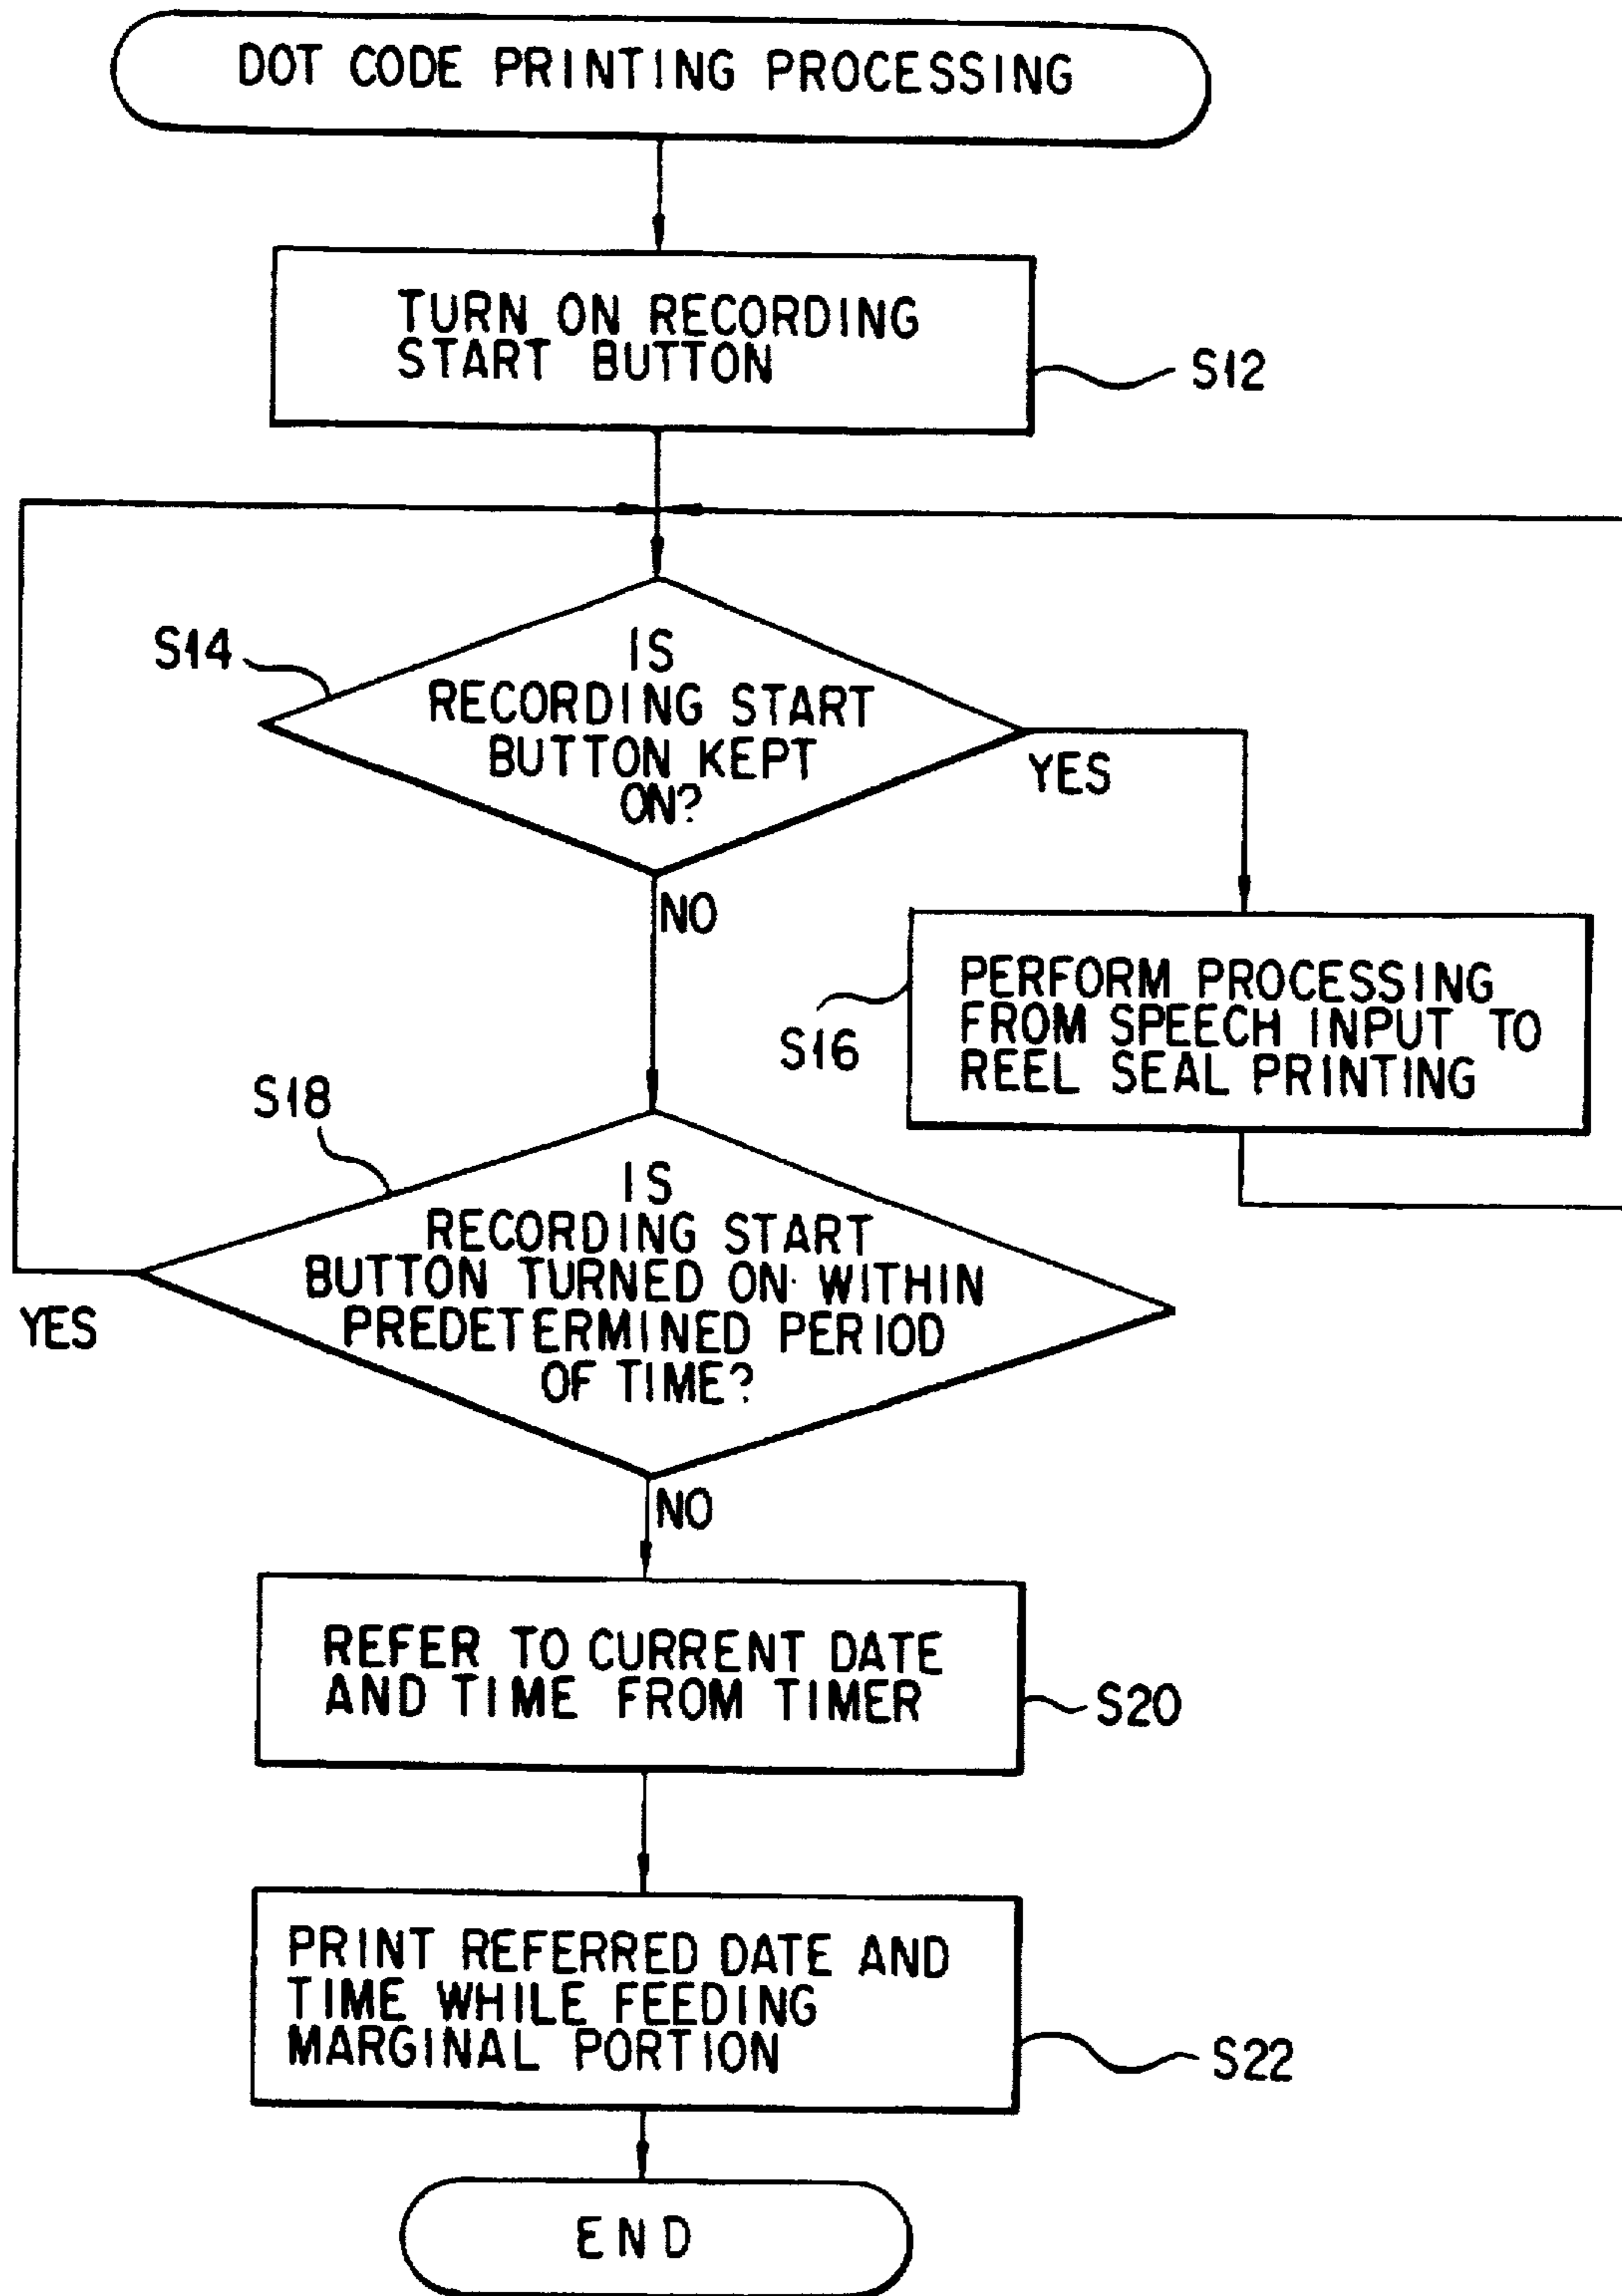 DOT CODE PRINTING PROCESSING
TURN ON RECORDING
START BUTTON
S12
S14
IS
RECORDING START
BUTTON KEPT
ON?
YES
NO
PERFORM PROCESSING
FROM SPEECH INPUT TO
REEL SEAL PRINTING
S16
S18
IS
RECORDING START
BUTTON TURNED ON WITHIN
PREDETERMINED PERIOD
OF TIME?
YES
NO
REFER TO CURRENT DATE
AND TIME FROM TIMER
S20
PRINT REFERRED DATE AND
TIME WHILE FEEDING
MARGINAL PORTION
S22
END